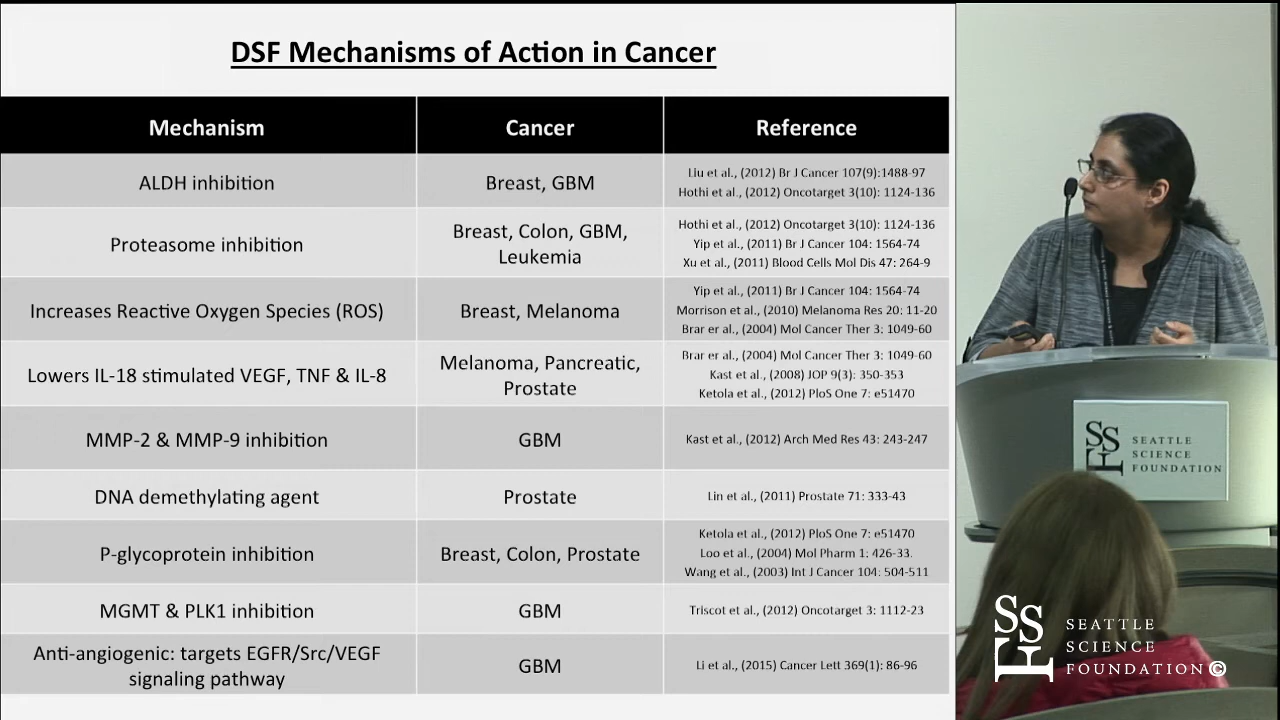 DSF Mechanisms of Action in Cancer
Mechanism
Cancer
Reference
ALDH inhibition
Breast, GBM
Liu et al., (2012) Br J Cancer 107(9):1488-97
Hothi et al., (2012) Oncotarget 3(10): 1124-136
Proteasome inhibition
Breast, Colon, GBM,
Leukemia
Hothi et al., (2012) Oncotarget 3(10): 1124-136
Yip et al., (2011) Br J Cancer 104: 1564-74
Xu et al., (2011) Blood Cells Mol Dis 47: 264-9
Increases Reactive Oxygen Species (ROS)
Breast, Melanoma
Yip et al., (2011) Br J Cancer 104: 1564-74
Morrison et al., (2010) Melanoma Res 20: 11-20
Brar er al., (2004) Mol Cancer Ther 3: 1049-60
Lowers IL-18 stimulated VEGF, TNF & IL-8
Melanoma, Pancreatic,
Prostate
Brar et al., (2004) Mol Cancer Ther 3: 1049-60
Kast et al., (2008) JOP 9(3): 350-353
Ketola et al., (2012) PloS One 7: e51470
MMP-2 & MMP-9 inhibition
GBM
Kast et al., (2012) Arch Med Res 43: 243-247
DNA demethylating agent
Prostate
Lin et al., (2011) Prostate 71: 333-43
P-glycoprotein inhibition
Breast, Colon, Prostate
Ketola et al., (2012) PloS One 7: e51470
Loo et al., (2004) Mol Pharm 1: 426-33.
Wang et al., (2003) Int J Cancer 104: 504-511
MGMT & PLK1 inhibition
GBM
Triscot et al., (2012) Oncotarget 3: 1112-23
Anti-angiogenic: targets EGFR/Src/VEGF
signaling pathway
GBM
Li et al., (2015) Cancer Lett 369(1): 86-96
SSF
SEATTLE
SCIENCE
FOUNDATION
SSF
SEATTLE
SCIENCE
FOUNDATION©